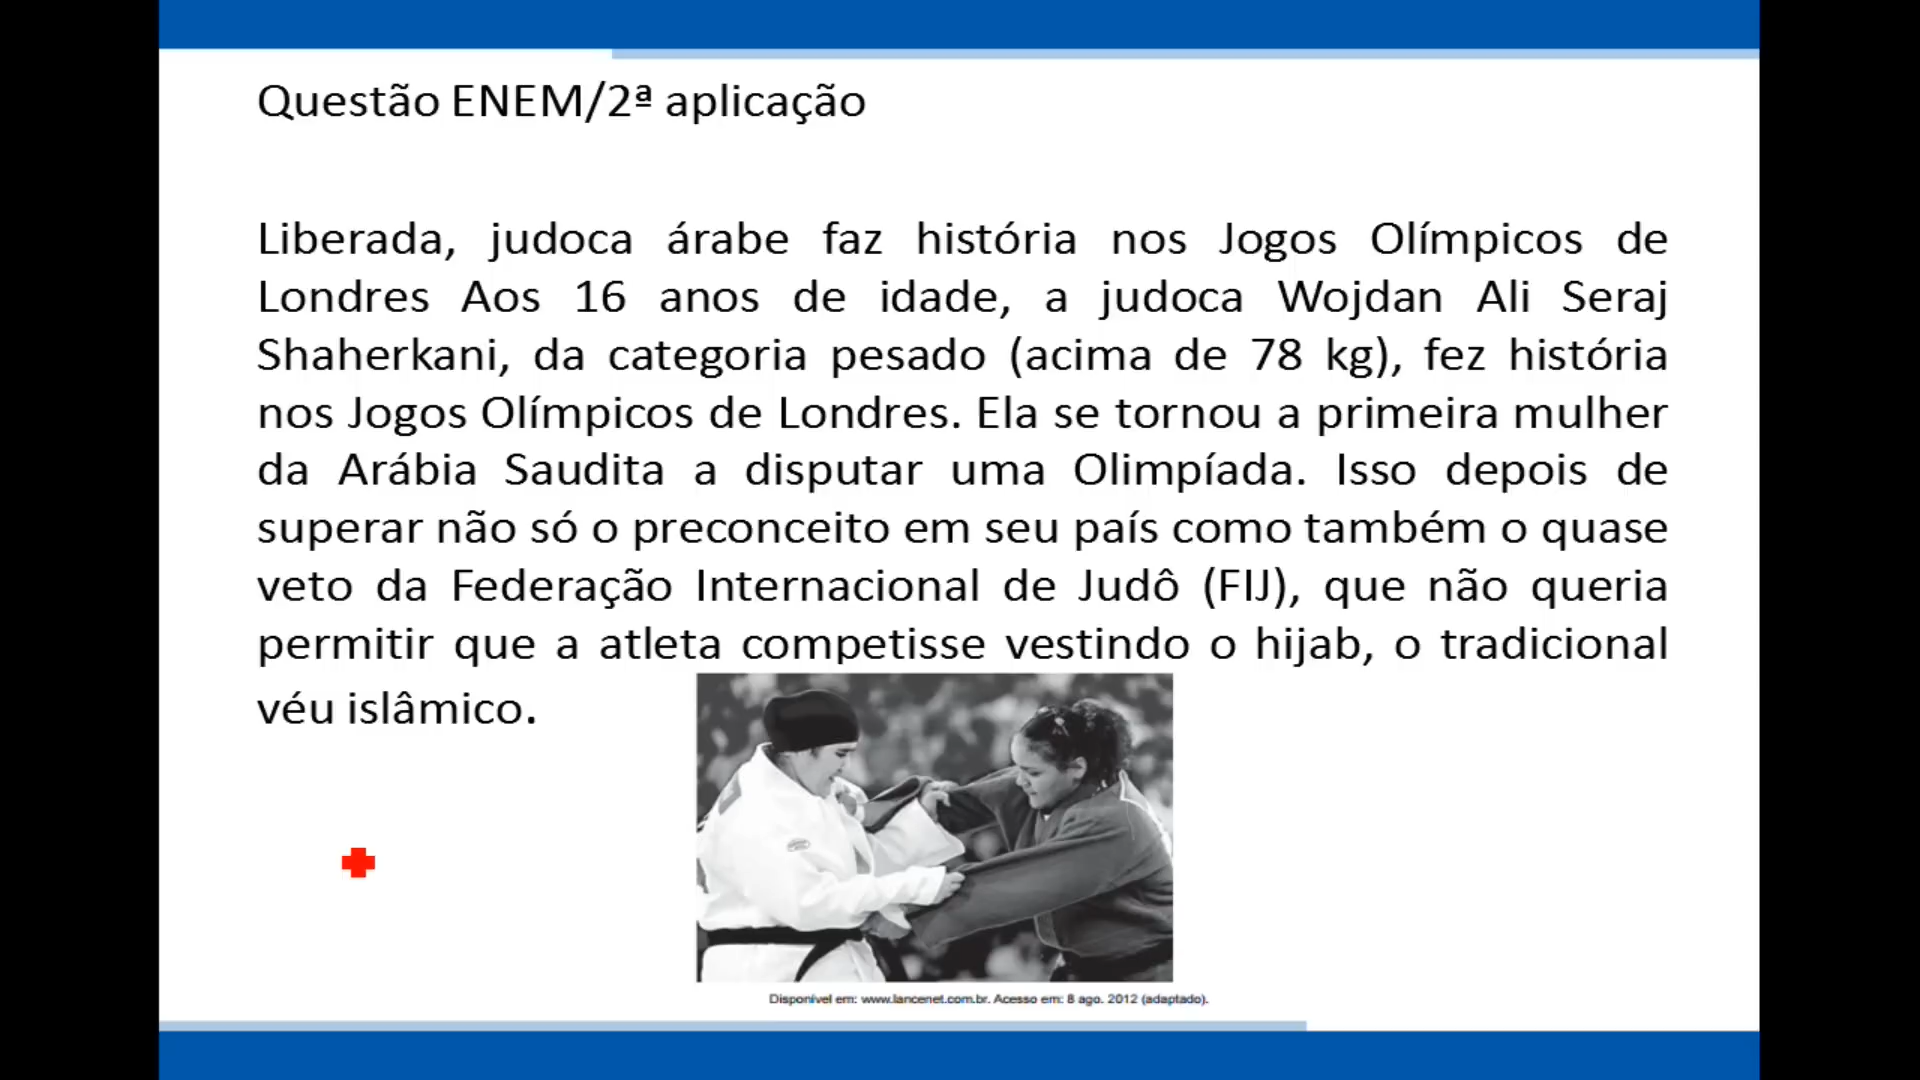 Questão ENEM/2ª aplicação
Liberada, judoca árabe faz história nos Jogos Olímpicos de
Londres Aos 16 anos de idade, a judoca Wojdan Ali Seraj
Shaherkani, da categoria pesado (acima de 78 kg), fez história
nos Jogos Olímpicos de Londres. Ela se tornou a primeira mulher
da Arábia Saudita a disputar uma Olimpíada. Isso depois de
superar não só o preconceito em seu país como também o quase
veto da Federação Internacional de Judô (FIJ), que não queria
permitir que a atleta competisse vestindo o hijab, o tradicional
véu islâmico.
Disponível em: www.lancenet.com.br. Acesso em: 8 ago. 2012 (adaptado).